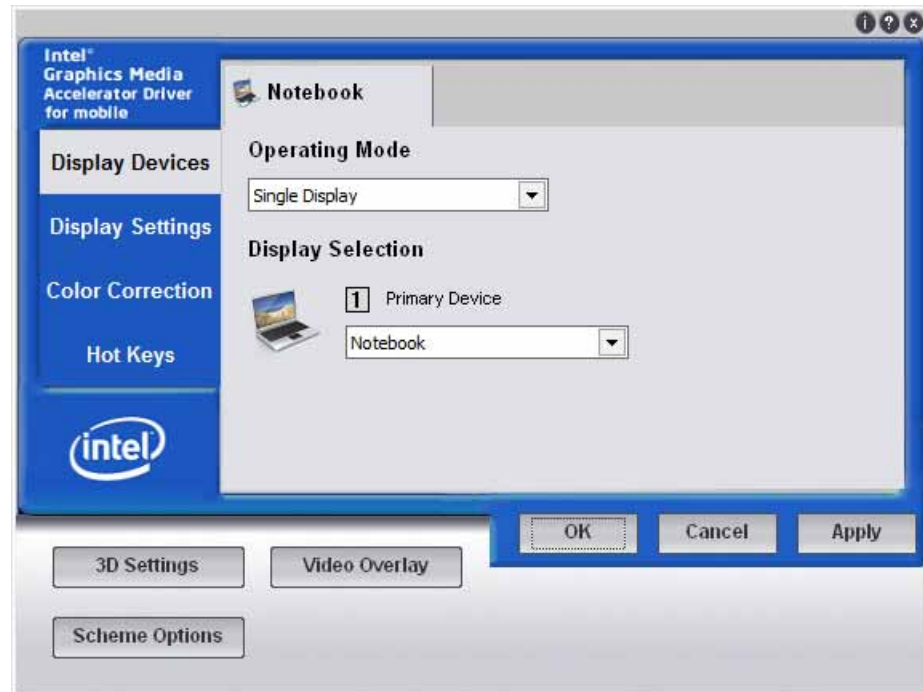 Intel®
Graphics Media
Accelerator Driver
for mobile
Notebook
Display Devices
Display Settings
Color Correction
Hot Keys
intel
Operating Mode
Single Display
Display Selection
1 Primary Device
Notebook
OK Cancel Apply
3D Settings Video Overlay
Scheme Options